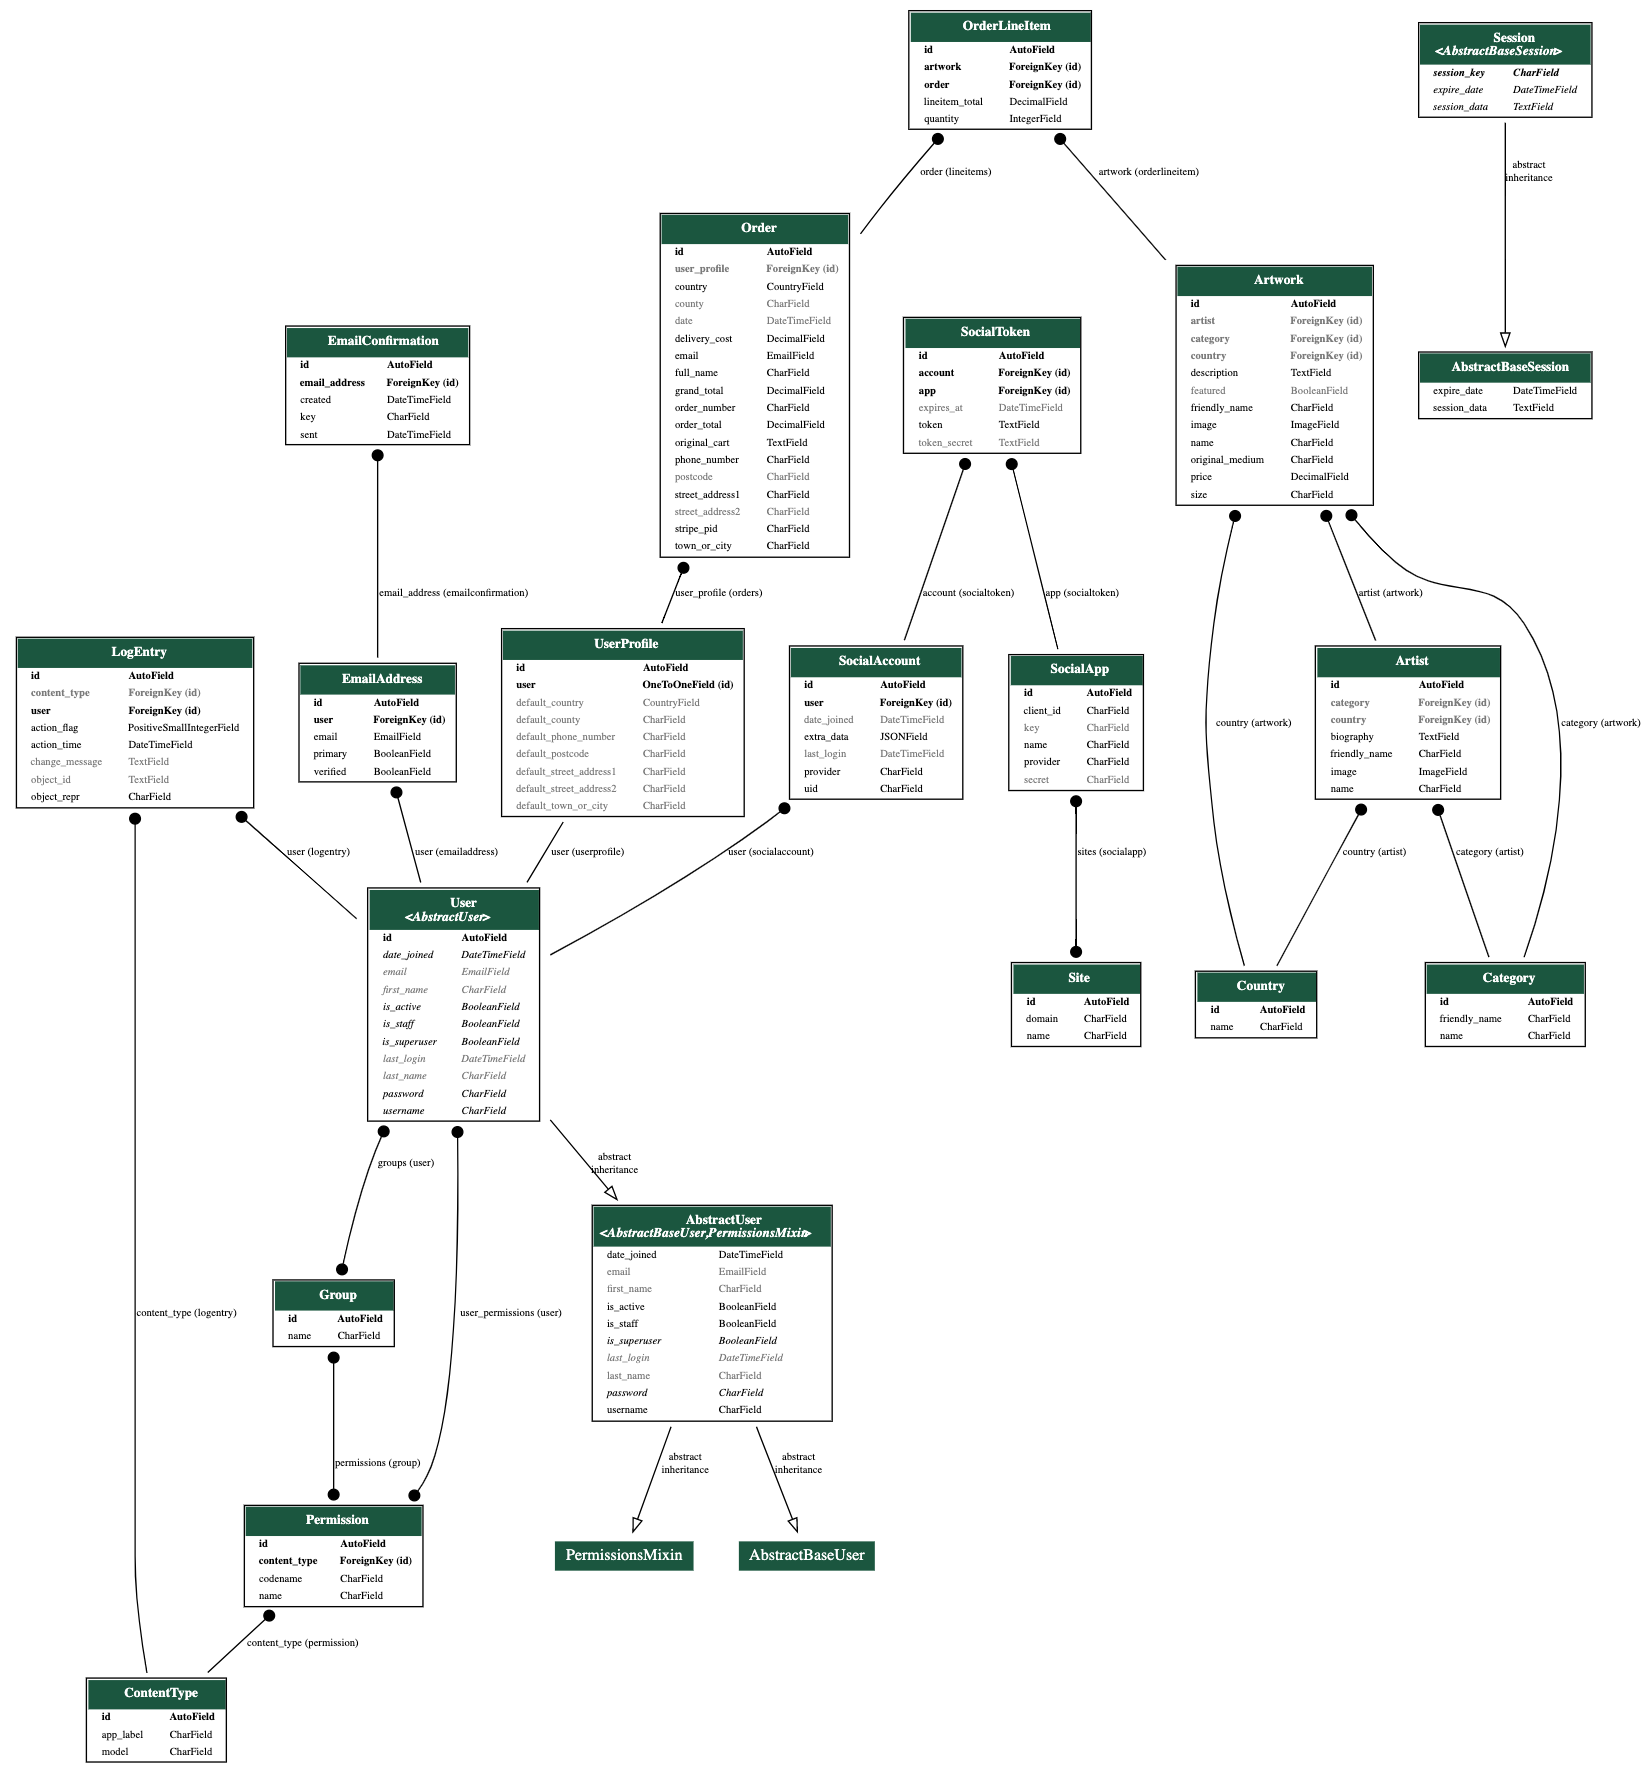 OrderLineItem
id AutoField
artwork ForeignKey (id)
order ForeignKey (id)
lineitem_total DecimalField
quantity IntegerField
Session
<AbstractBaseSession>
session_key CharField
expire_date DateTimeField
session_data TextField
order (lineitems)
artwork (orderlineitem)
abstract
inheritance
Order
id AutoField
user_profile ForeignKey (id)
country CountryField
county CharField
date DateTimeField
delivery_cost DecimalField
email EmailField
full_name CharField
grand_total DecimalField
order_number CharField
order_total DecimalField
original_cart TextField
phone_number CharField
postcode CharField
street_address1 CharField
street_address2 CharField
stripe_pid CharField
town_or_city CharField
Artwork
id AutoField
artist ForeignKey (id)
category ForeignKey (id)
country ForeignKey (id)
description TextField
featured BooleanField
friendly_name CharField
image ImageField
name CharField
original_medium CharField
price DecimalField
size CharField
EmailConfirmation
id AutoField
email_address ForeignKey (id)
created DateTimeField
key CharField
sent DateTimeField
SocialToken
id AutoField
account ForeignKey (id)
app ForeignKey (id)
expires_at DateTimeField
token TextField
token_secret TextField
AbstractBaseSession
expire_date DateTimeField
session_data TextField
email_address (emailconfirmation)
user_profile (orders)
account (socialtoken)
app (socialtoken)
artist (artwork)
LogEntry
id AutoField
content_type ForeignKey (id)
user ForeignKey (id)
action_flag PositiveSmallIntegerField
action_time DateTimeField
change_message TextField
object_id TextField
object_repr CharField
EmailAddress
id AutoField
user ForeignKey (id)
email EmailField
primary BooleanField
verified BooleanField
UserProfile
id AutoField
user OneToOneField (id)
default_country CountryField
default_county CharField
default_phone_number CharField
default_postcode CharField
default_street_address1 CharField
default_street_address2 CharField
default_town_or_city CharField
SocialAccount
id AutoField
user ForeignKey (id)
date_joined DateTimeField
extra_data JSONField
last_login DateTimeField
provider CharField
uid CharField
SocialApp
id AutoField
client_id CharField
key CharField
name CharField
provider CharField
secret CharField
Artist
id AutoField
category ForeignKey (id)
country ForeignKey (id)
biography TextField
friendly_name CharField
image ImageField
name CharField
country (artwork)
category (artwork)
user (logentry)
user (emailaddress)
user (userprofile)
user (socialaccount)
sites (socialapp)
country (artist)
category (artist)
User
<AbstractUser>
id AutoField
date_joined DateTimeField
email EmailField
first_name CharField
is_active BooleanField
is_staff BooleanField
is_superuser BooleanField
last_login DateTimeField
last_name CharField
password CharField
username CharField
Site
id AutoField
domain CharField
name CharField
Country
id AutoField
name CharField
Category
id AutoField
friendly_name CharField
name CharField
groups (user)
abstract
inheritance
AbstractUser
<AbstractBaseUser,PermissionsMixin>
date_joined DateTimeField
email EmailField
first_name CharField
is_active BooleanField
is_staff BooleanField
is_superuser BooleanField
last_login DateTimeField
last_name CharField
password CharField
username CharField
Group
id AutoField
name CharField
content_type (logentry)
user_permissions (user)
permissions (group)
abstract
inheritance
abstract
inheritance
Permission
id AutoField
content_type ForeignKey (id)
codename CharField
name CharField
PermissionsMixin
AbstractBaseUser
content_type (permission)
ContentType
id AutoField
app_label CharField
model CharField